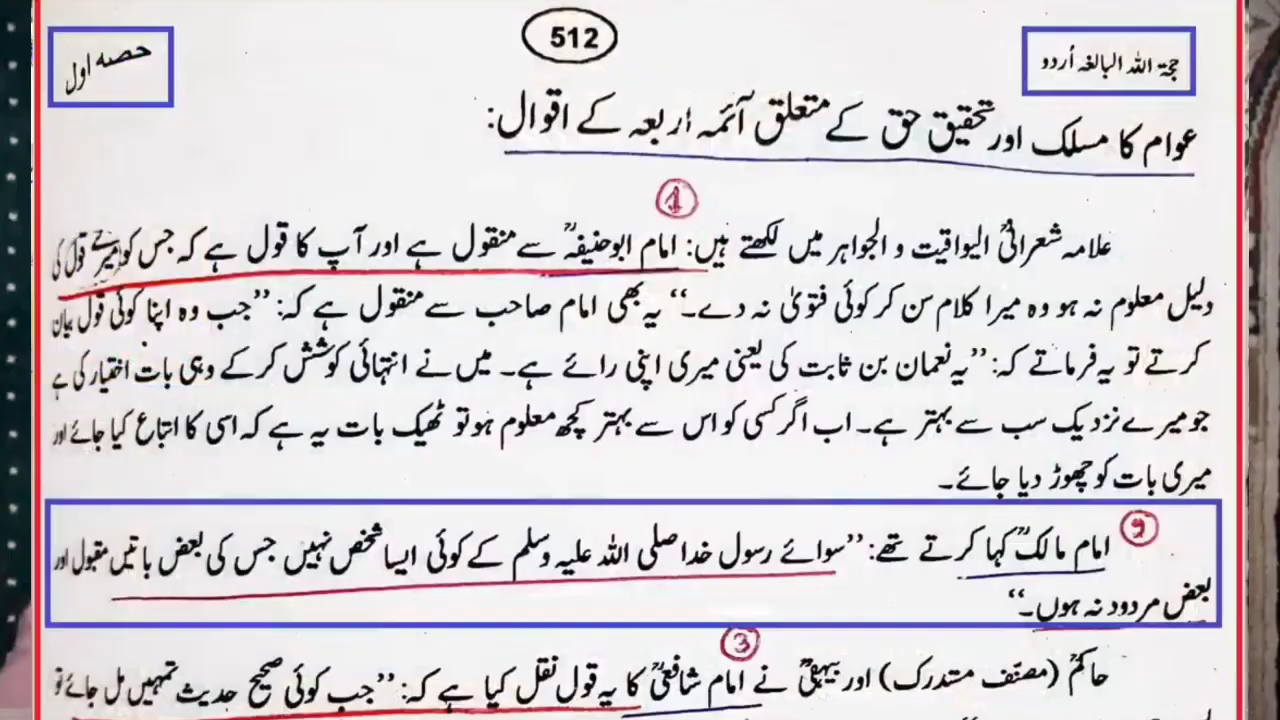 حجۃ اللہ البالغہ اُردو
512
حصہ اول
عوام کا مسلک اور تحقیق حق کے متعلق آئمہ اربعہ کے اقوال:
1
علامہ شعرانیؒ الیواقیت و الجواہر میں لکھتے ہیں: امام ابوحنیفہؒ سے منقول ہے اور آپ کا قول ہے کہ جس کو میرے قول کی
دلیل معلوم نہ ہو وہ میرا کلام سن کر کوئی فتویٰ نہ دے۔‘‘ یہ بھی امام صاحب سے منقول ہے کہ: ’’جب وہ اپنا کوئی قول بیان
کرتے تو یہ فرماتے کہ: ’’یہ نعمان بن ثابت کی یعنی میری اپنی رائے ہے۔ میں نے انتہائی کوشش کرکے وہی بات اختیار کی ہے
جو میرے نزدیک سب سے بہتر ہے۔ اب اگر کسی کو اس سے بہتر کچھ معلوم ہو تو ٹھیک بات یہ ہے کہ اسی کا اتباع کیا جائے اور
میری بات کو چھوڑ دیا جائے۔
2
امام مالکؒ کہا کرتے تھے: ’’سوائے رسول خدا صلی اللہ علیہ وسلم کے کوئی ایسا شخص نہیں جس کی بعض باتیں مقبول اور
بعض مردود نہ ہوں۔‘‘
3
حاکمؒ (مصنف متدرک) اور بیہقیؒ نے امام شافعیؒ کا یہ قول نقل کیا ہے کہ: ’’جب کوئی صحیح حدیث تمہیں مل جائے تو